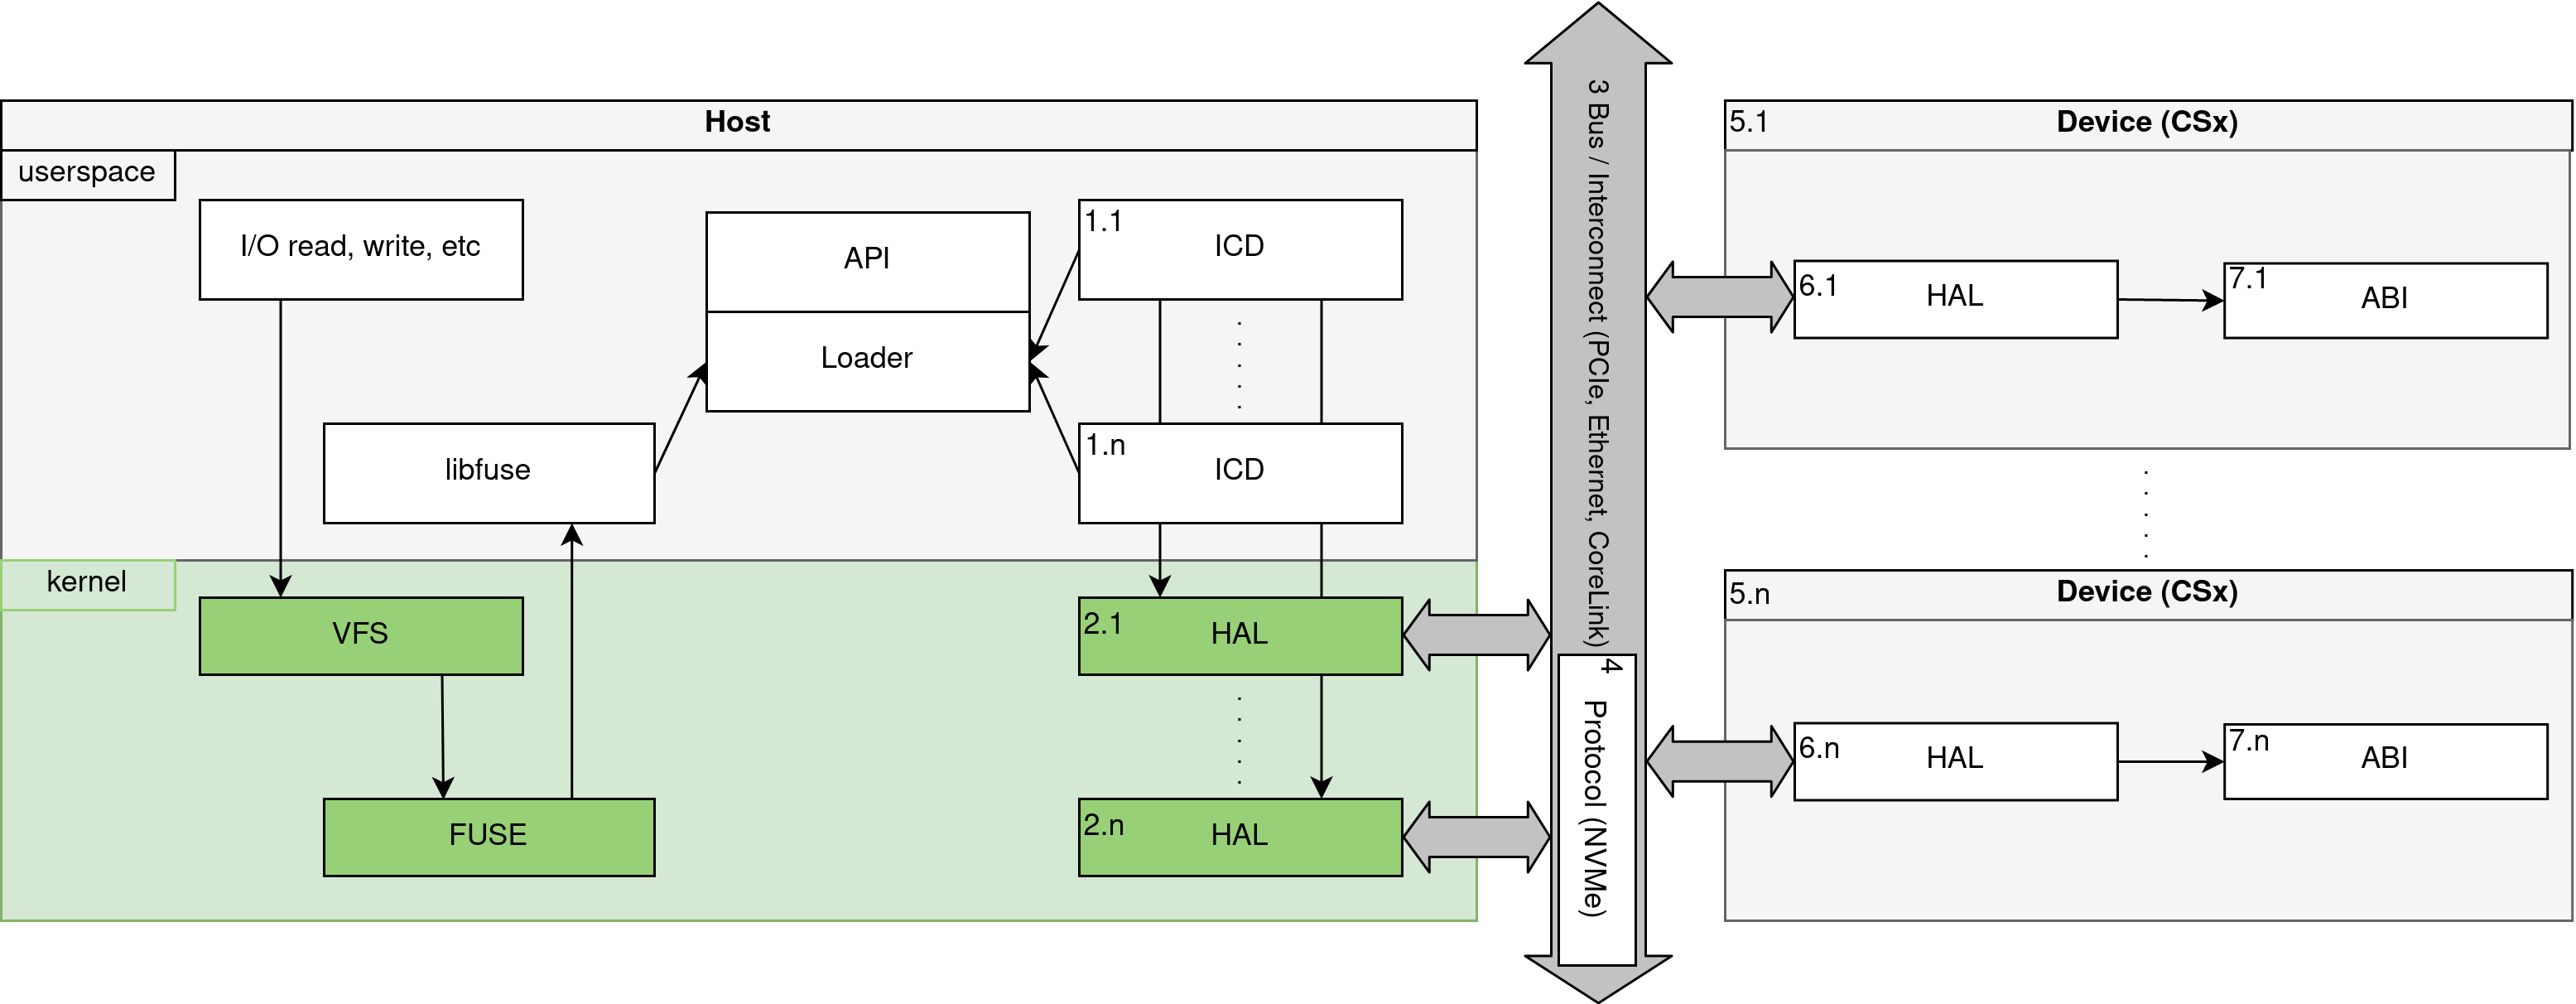 Host
userspace
I/O read, write, etc
API
Loader
1.1
ICD
libfuse
1.n
ICD
kernel
VFS
2.1
HAL
FUSE
2.n
HAL
3 Bus / Interconnect (PCIe, Ethernet, CoreLink)
4
Protocol (NVMe)
5.1
Device (CSx)
6.1
HAL
7.1
ABI
5.n
Device (CSx)
6.n
HAL
7.n
ABI